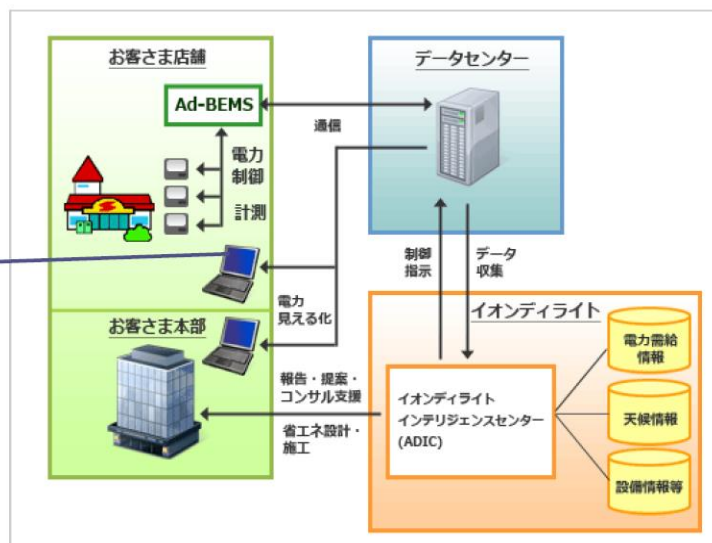 お客さま店舗
Ad-BEMS
電力
制御
計測
データセンター
通信
制御
指示
データ
収集
電力
見える化
お客さま本部
報告・提案・
コンサル支援
省エネ設計・
施工
イオンディライト
イオンディライト
インテリジェンスセンター
(ADIC)
電力需給
情報
天候情報
設備情報等